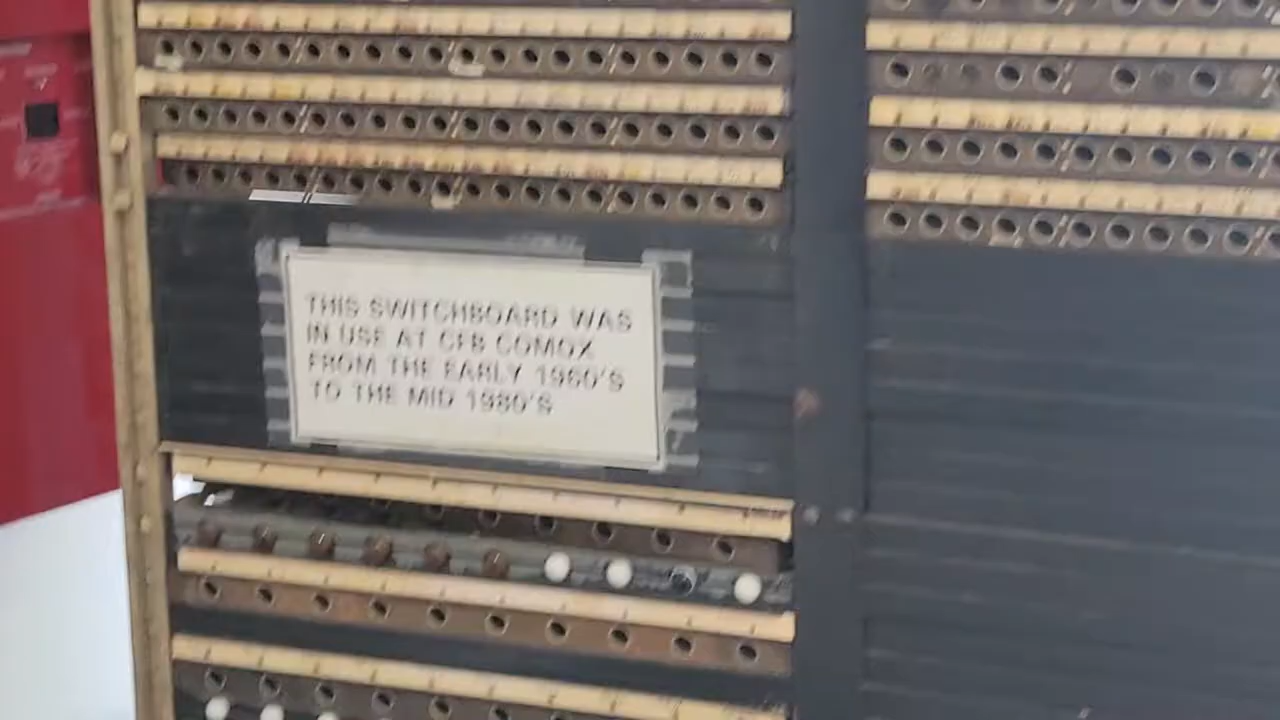 THIS SWITCHBOARD WAS
IN USE AT CFB COMOX
FROM THE EARLY 1960'S
TO THE MID 1980'S